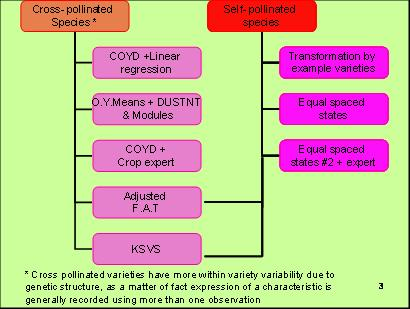 Cross- pollinated
Species *
Self- pollinated
species
COYD +Linear
regression
Transformation by
example varieties
O.Y.Means + DUSTNT
& Modules
Equal spaced
states
COYD +
Crop expert
Equal spaced
states #2 + expert
Adjusted
F.A.T
KSVS
* Cross pollinated varieties have more within variety variability due to
genetic structure, as a matter of fact expression of a characteristic is
generally recorded using more than one observation
3